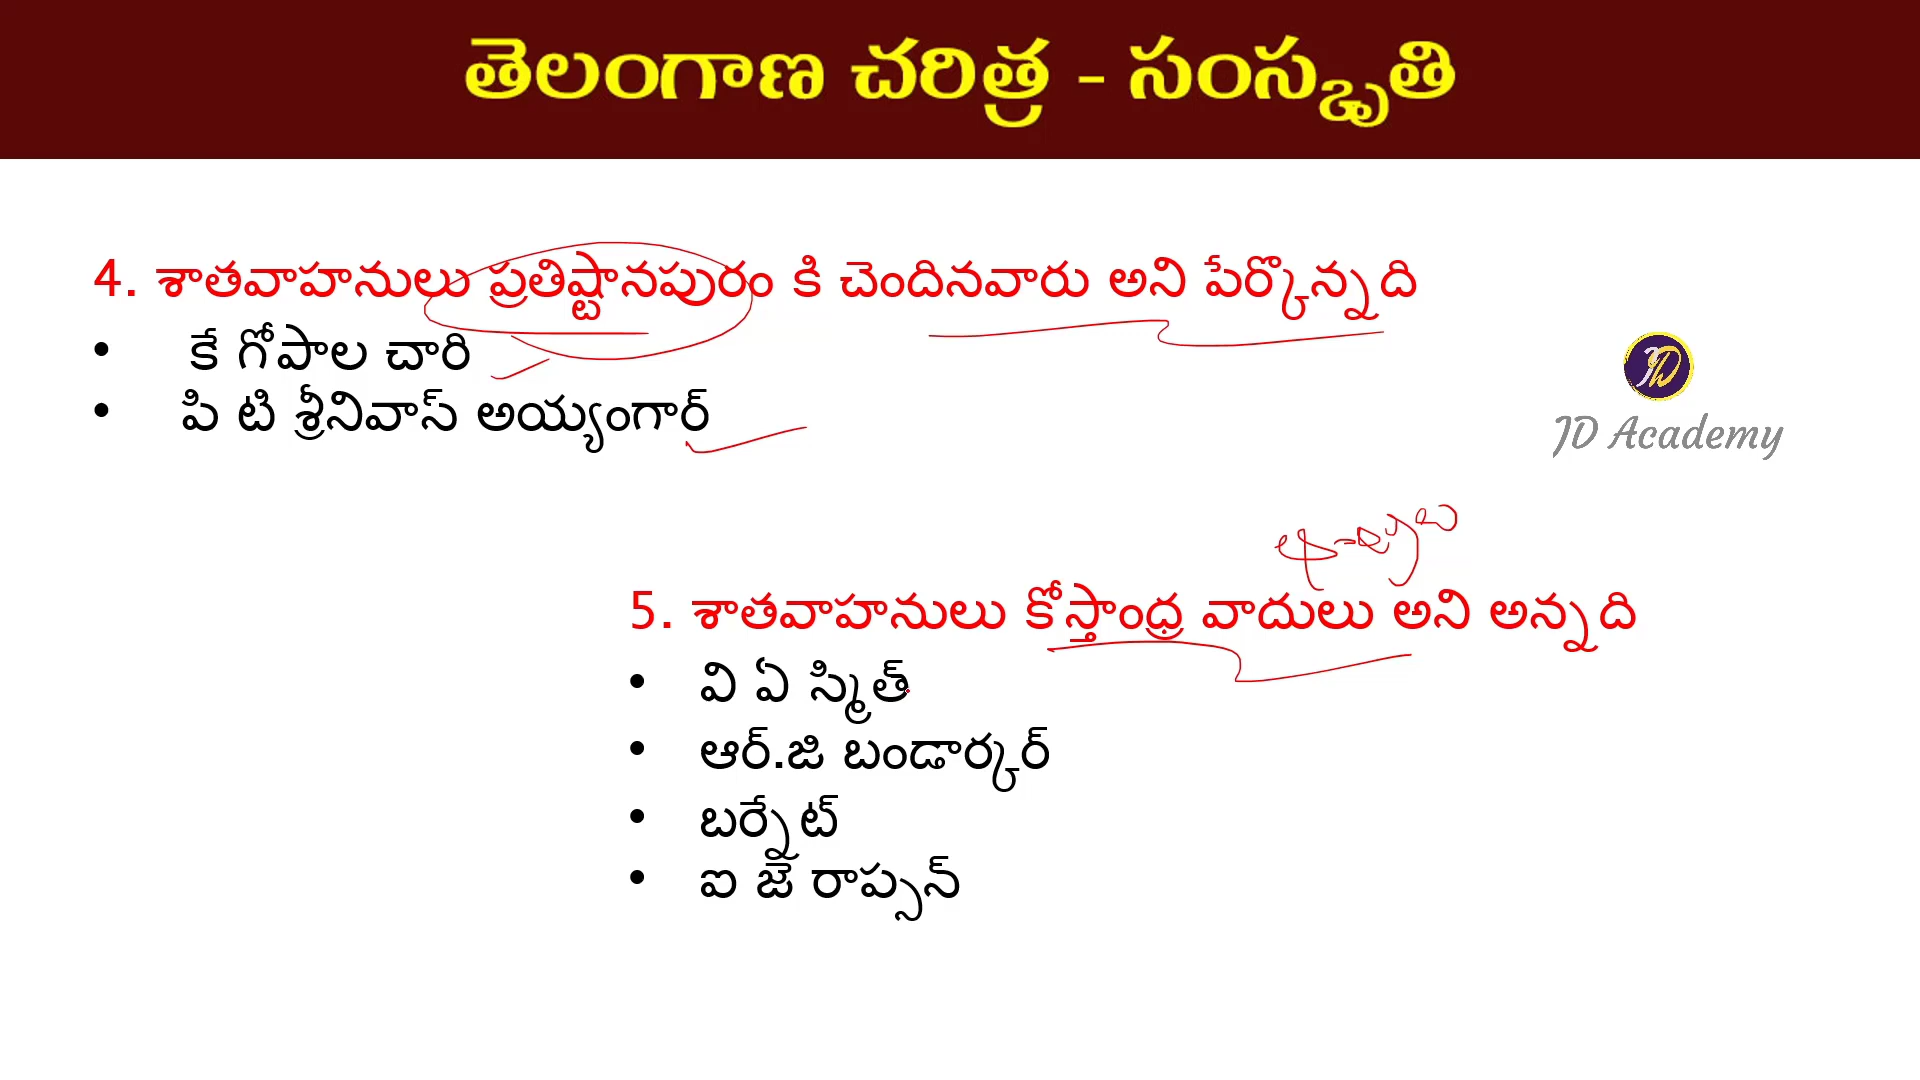 తెలంగాణ చరిత్ర - సంస్కృతి
4. శాతవాహనులు ప్రతిష్టానపురం కి చెందినవారు అని పేర్కొన్నది
• కే గోపాల చారి
• పి టి శ్రీనివాస్ అయ్యంగార్
JD
JD Academy
5. శాతవాహనులు కోస్తాంధ్ర వాదులు అని అన్నది
• వి ఏ స్మిత్
• ఆర్.జి బండార్కర్
• బర్నేట్
• ఐ జె రాప్సన్